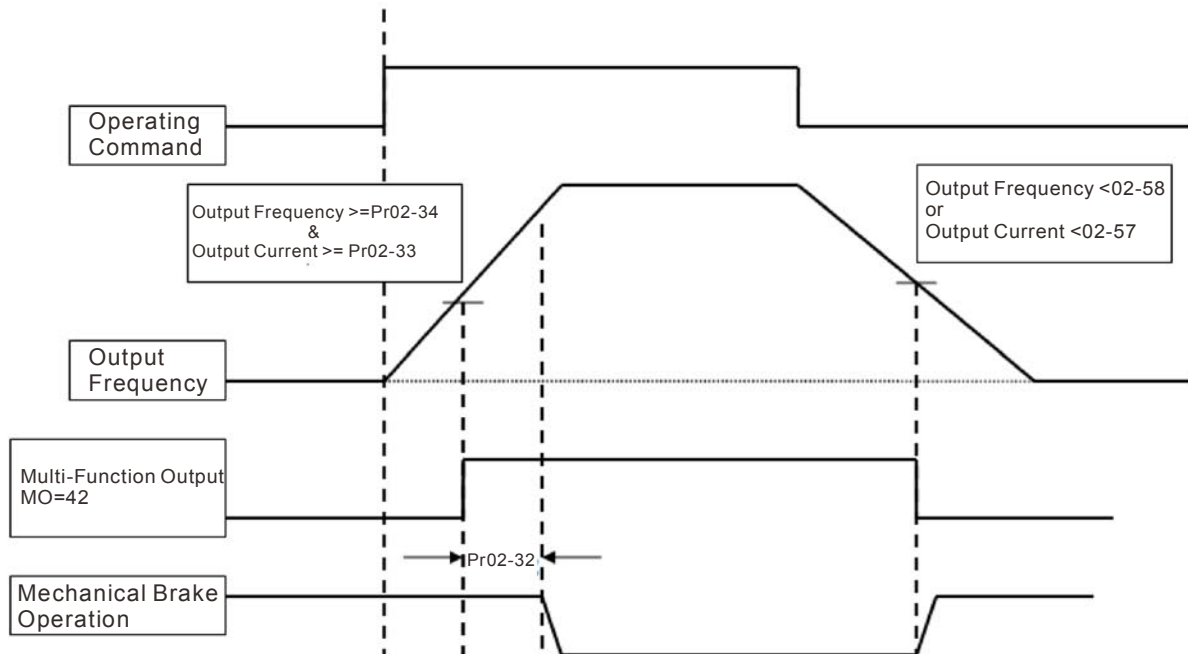 Operating
Command
Output Frequency >=Pr02-34
&
Output Current >= Pr02-33
Output Frequency <02-58
or
Output Current <02-57
Output
Frequency
Multi-Function Output
MO=42
Pr02-32
Mechanical Brake
Operation